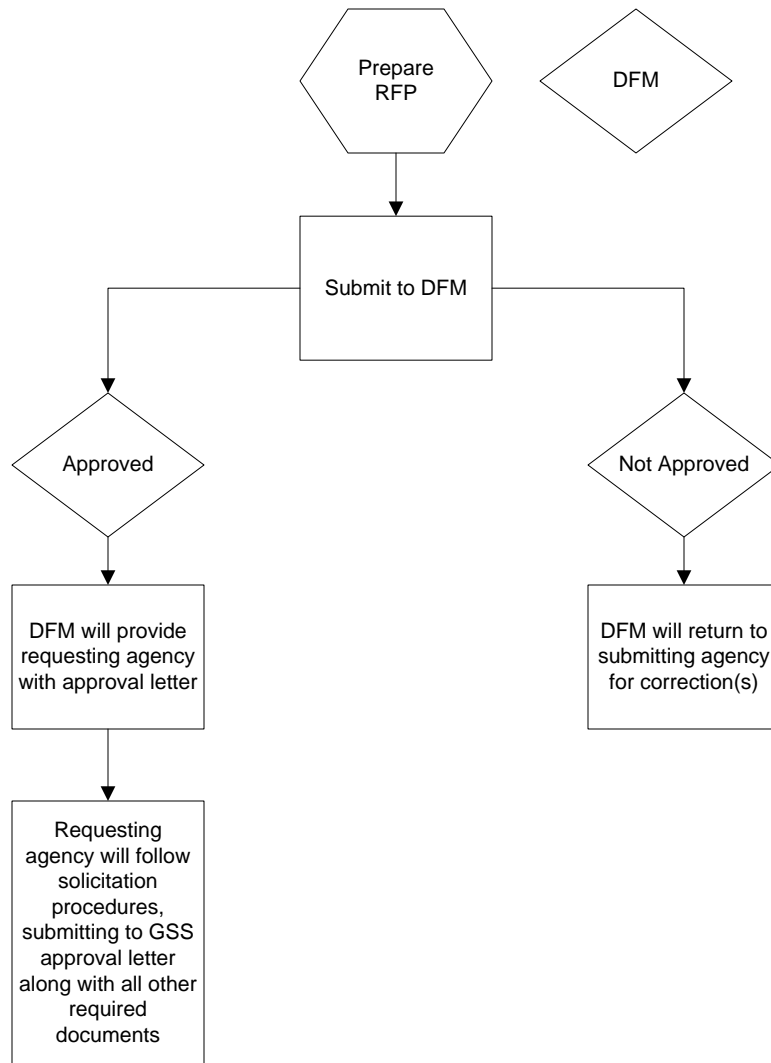 Prepare
RFP
DFM
Submit to DFM
Approved
Not Approved
DFM will provide
requesting agency
with approval letter
DFM will return to
submitting agency
for correction(s)
Requesting
agency will follow
solicitation
procedures,
submitting to GSS
approval letter
along with all other
required
documents